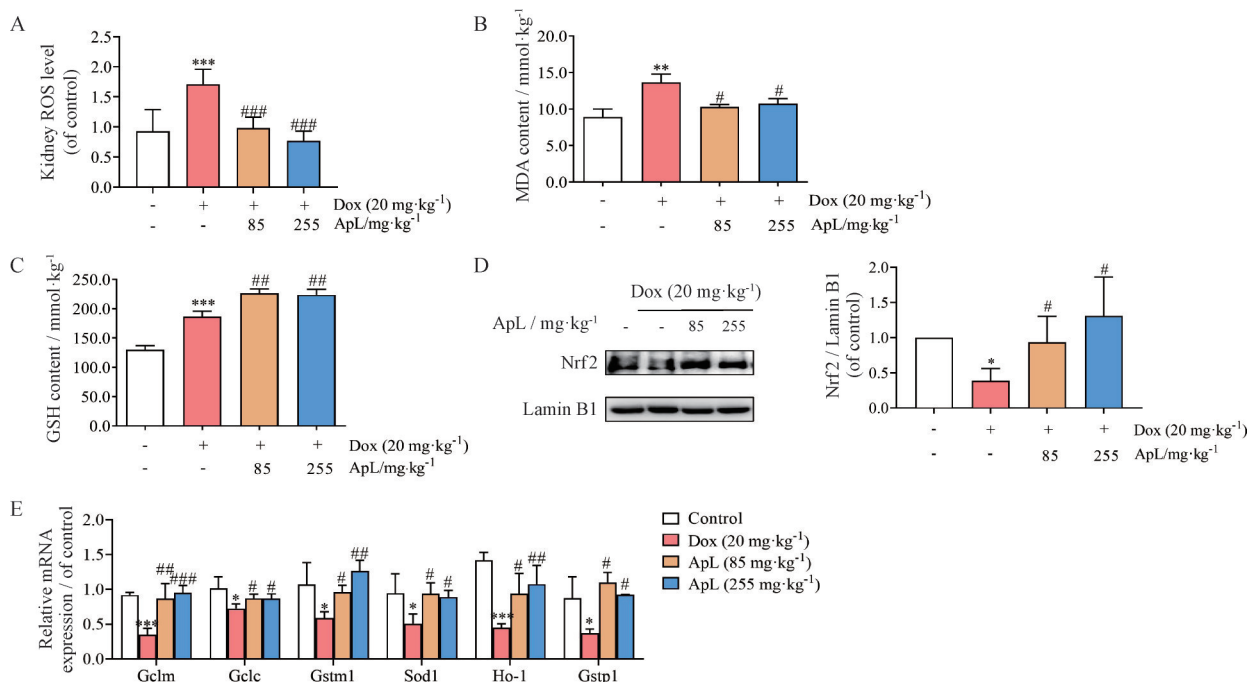 A
Kidney ROS level
(of control)
2.5
2.0
1.5
1.0
0.5
0.0
***
###
###
- + + + Dox (20 mg·kg⁻¹)
- - 85 255 ApL/mg·kg⁻¹
B
MDA content / mmol·kg⁻¹
20.0
15.0
10.0
5.0
0.0
**
#
#
- + + + Dox (20 mg·kg⁻¹)
- - 85 255 ApL/mg·kg⁻¹
C
GSH content / mmol·kg⁻¹
250.0
200.0
150.0
100.0
50.0
0.0
***
##
##
- + + + Dox (20 mg·kg⁻¹)
- - 85 255 ApL/mg·kg⁻¹
D
Dox (20 mg·kg⁻¹)
ApL / mg·kg⁻¹ - - 85 255
Nrf2
Lamin B1
Nrf2 / Lamin B1
(of control)
2.0
1.5
1.0
0.5
0.0
*
#
#
- + + + Dox (20 mg·kg⁻¹)
- - 85 255 ApL/mg·kg⁻¹
E
Relative mRNA
expression / of control
2.0
1.5
1.0
0.5
0.0
*** ## ###
* # #
* # ##
* # #
*** # ##
* # #
Gclm Gclc Gstm1 Sod1 Ho-1 Gstp1
Control
Dox (20 mg·kg⁻¹)
ApL (85 mg·kg⁻¹)
ApL (255 mg·kg⁻¹)